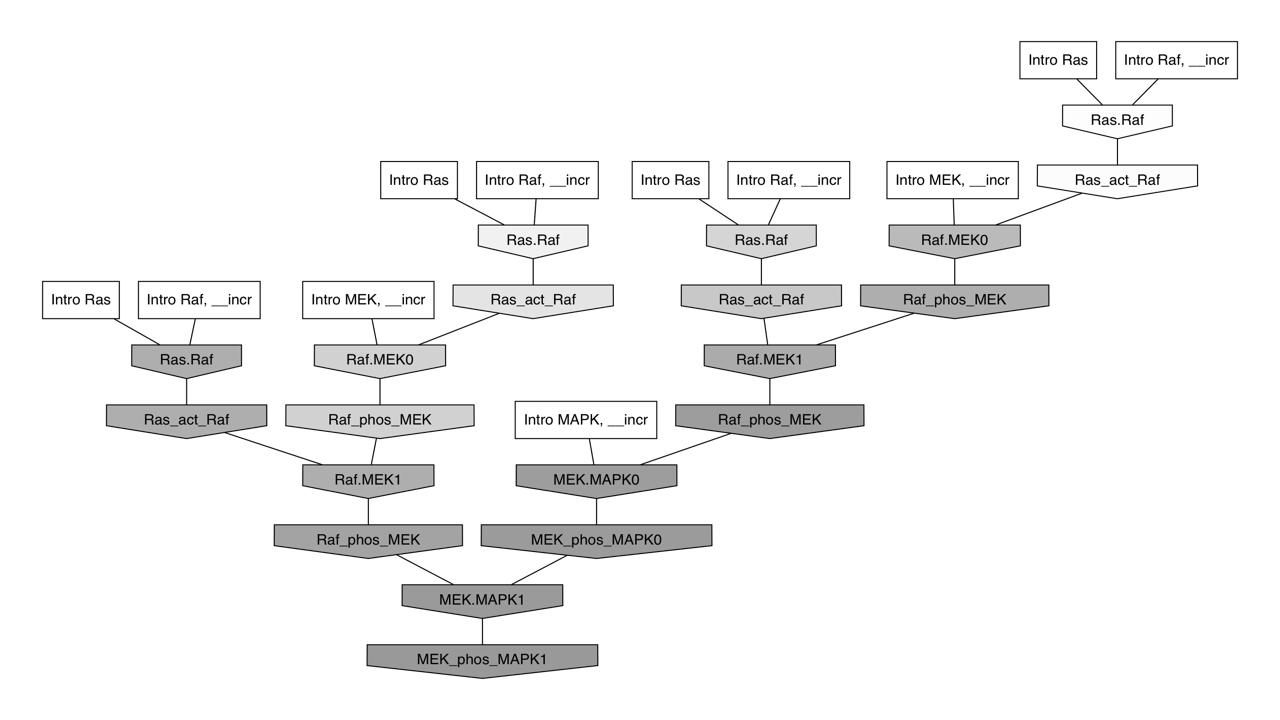 Intro Ras
Intro Raf, __incr
Ras.Raf
Intro Ras
Intro Raf, __incr
Intro Ras
Intro Raf, __incr
Intro MEK, __incr
Ras_act_Raf
Ras.Raf
Ras.Raf
Raf.MEK0
Intro Ras
Intro Raf, __incr
Intro MEK, __incr
Ras_act_Raf
Ras_act_Raf
Raf_phos_MEK
Ras.Raf
Raf.MEK0
Raf.MEK1
Ras_act_Raf
Raf_phos_MEK
Intro MAPK, __incr
Raf_phos_MEK
Raf.MEK1
MEK.MAPK0
Raf_phos_MEK
MEK_phos_MAPK0
MEK.MAPK1
MEK_phos_MAPK1